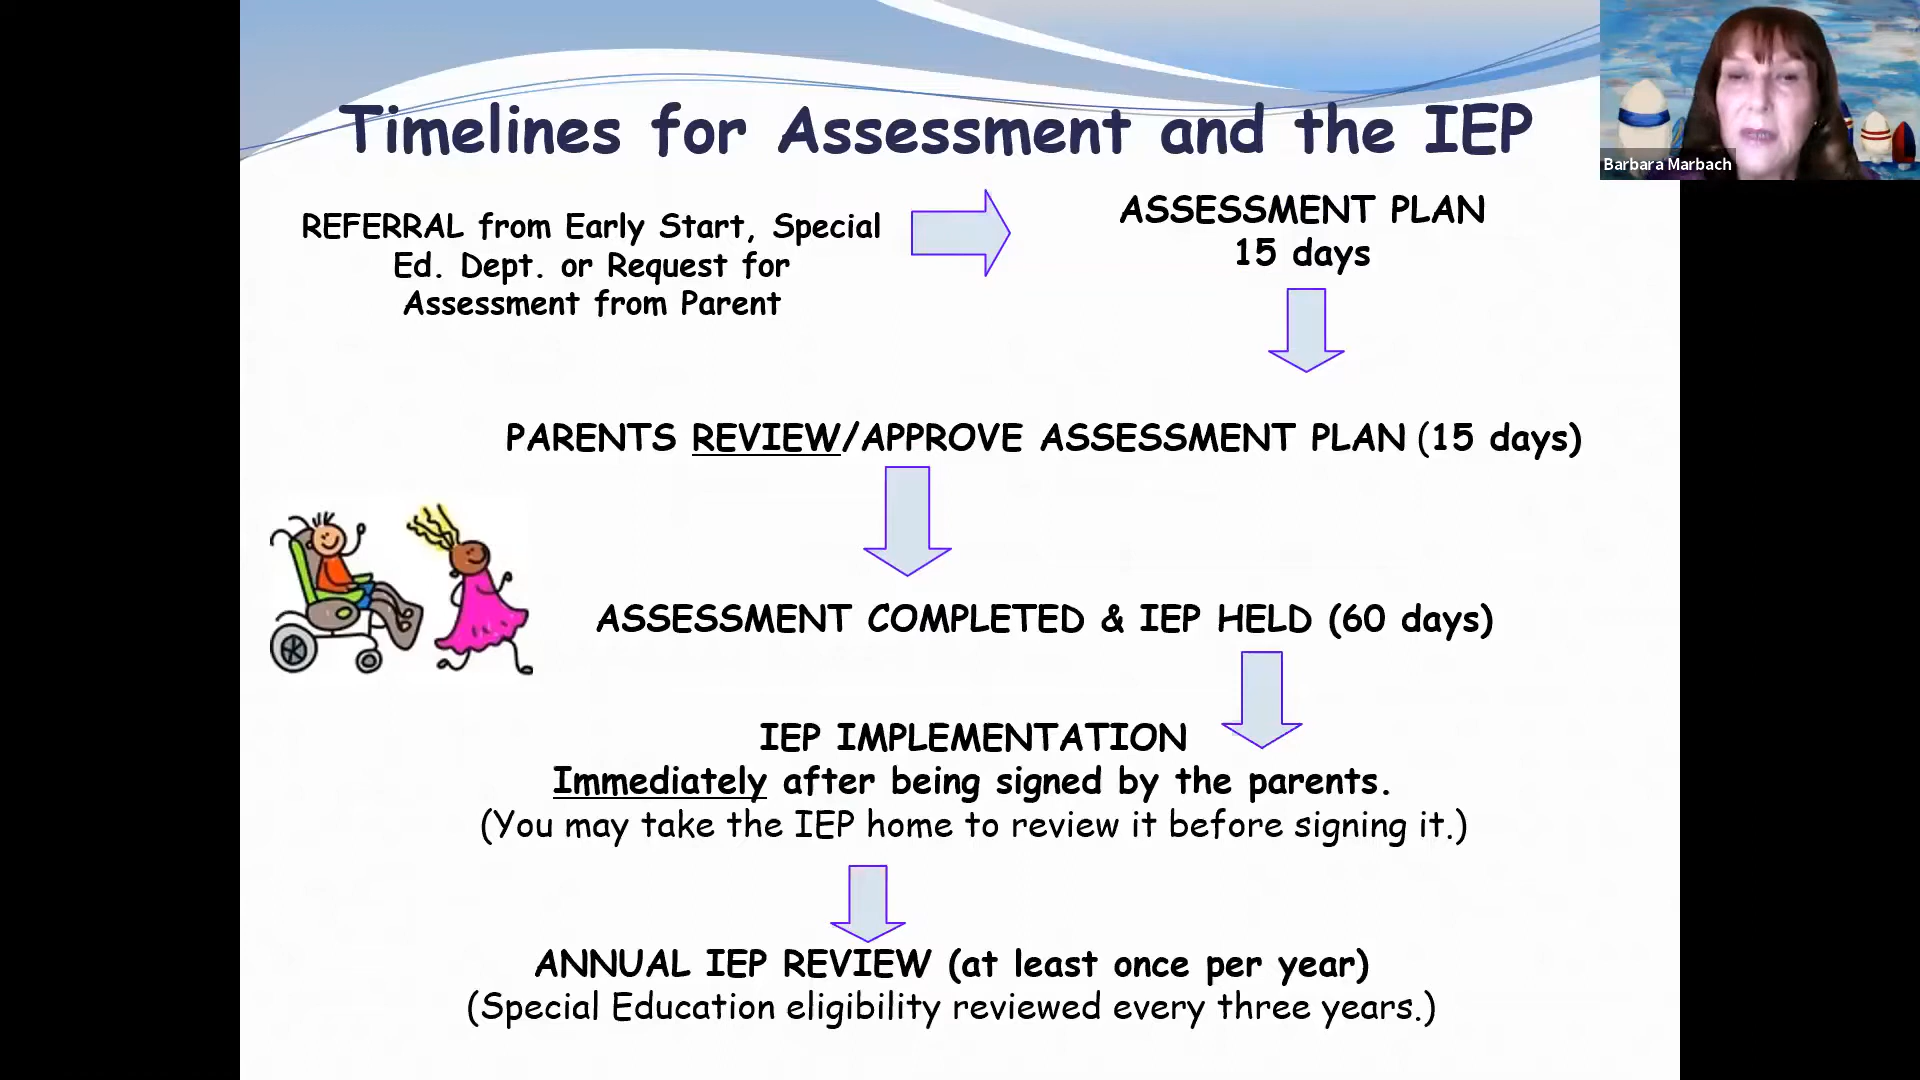 Timelines for Assessment and the IEP
Barbara Marbach
REFERRAL from Early Start, Special
Ed. Dept. or Request for
Assessment from Parent
ASSESSMENT PLAN
15 days
PARENTS REVIEW/APPROVE ASSESSMENT PLAN (15 days)
ASSESSMENT COMPLETED & IEP HELD (60 days)
IEP IMPLEMENTATION
Immediately after being signed by the parents.
(You may take the IEP home to review it before signing it.)
ANNUAL IEP REVIEW (at least once per year)
(Special Education eligibility reviewed every three years.)